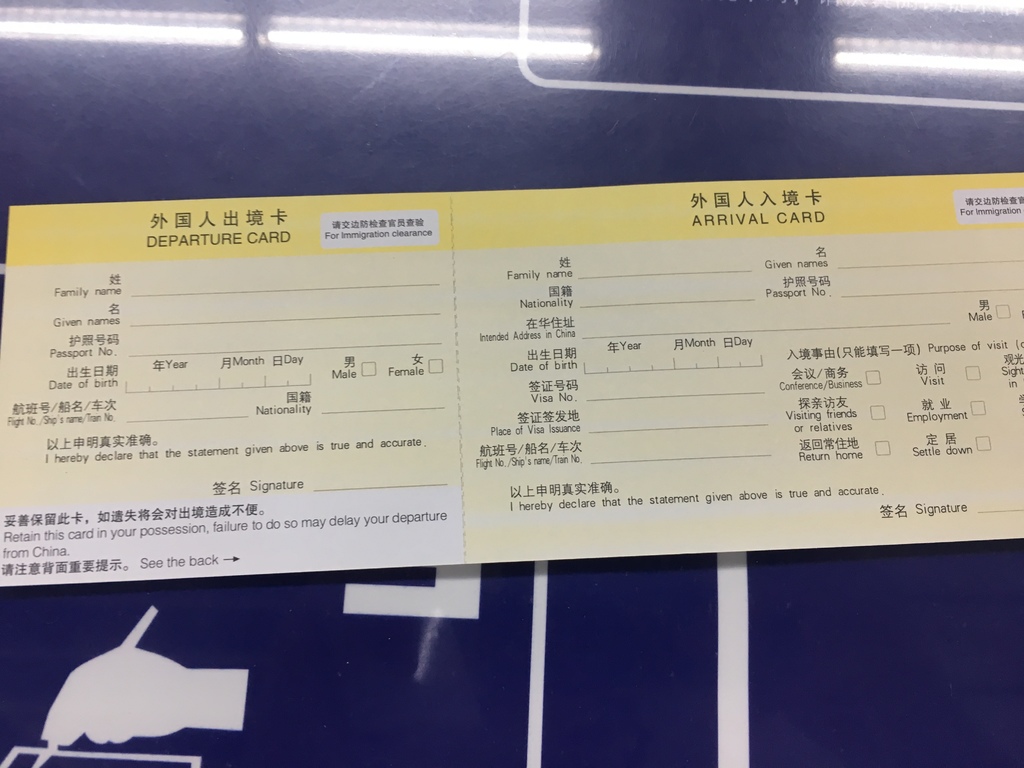 外国人出境卡
DEPARTURE CARD
请交边防检查官员查验
For Immigration clearance
姓
Family name
名
Given names
护照号码
Passport No.
出生日期
Date of birth
年Year 月Month 日Day
男
Male
女
Female
航班号/船名/车次
Flight No./Ship's name/Train No.
国籍
Nationality
以上申明真实准确。
I hereby declare that the statement given above is true and accurate.
签名 Signature
妥善保留此卡，如遗失将会对出境造成不便。
Retain this card in your possession, failure to do so may delay your departure
from China.
请注意背面重要提示。 See the back →
外国人入境卡
ARRIVAL CARD
请交边防检查官
For Immigration
姓
Family name
名
Given names
国籍
Nationality
护照号码
Passport No.
在华住址
Intended Address in China
男
Male
出生日期
Date of birth
年Year 月Month 日Day
入境事由(只能填写一项) Purpose of visit (
签证号码
Visa No.
会议/商务
Conference/Business
访问
Visit
观光
Sight
in
签证签发地
Place of Visa Issuance
探亲访友
Visiting friends
or relatives
就业
Employment
航班号/船名/车次
Flight No./Ship's name/Train No.
返回常住地
Return home
定居
Settle down
以上申明真实准确。
I hereby declare that the statement given above is true and accurate.
签名 Signature